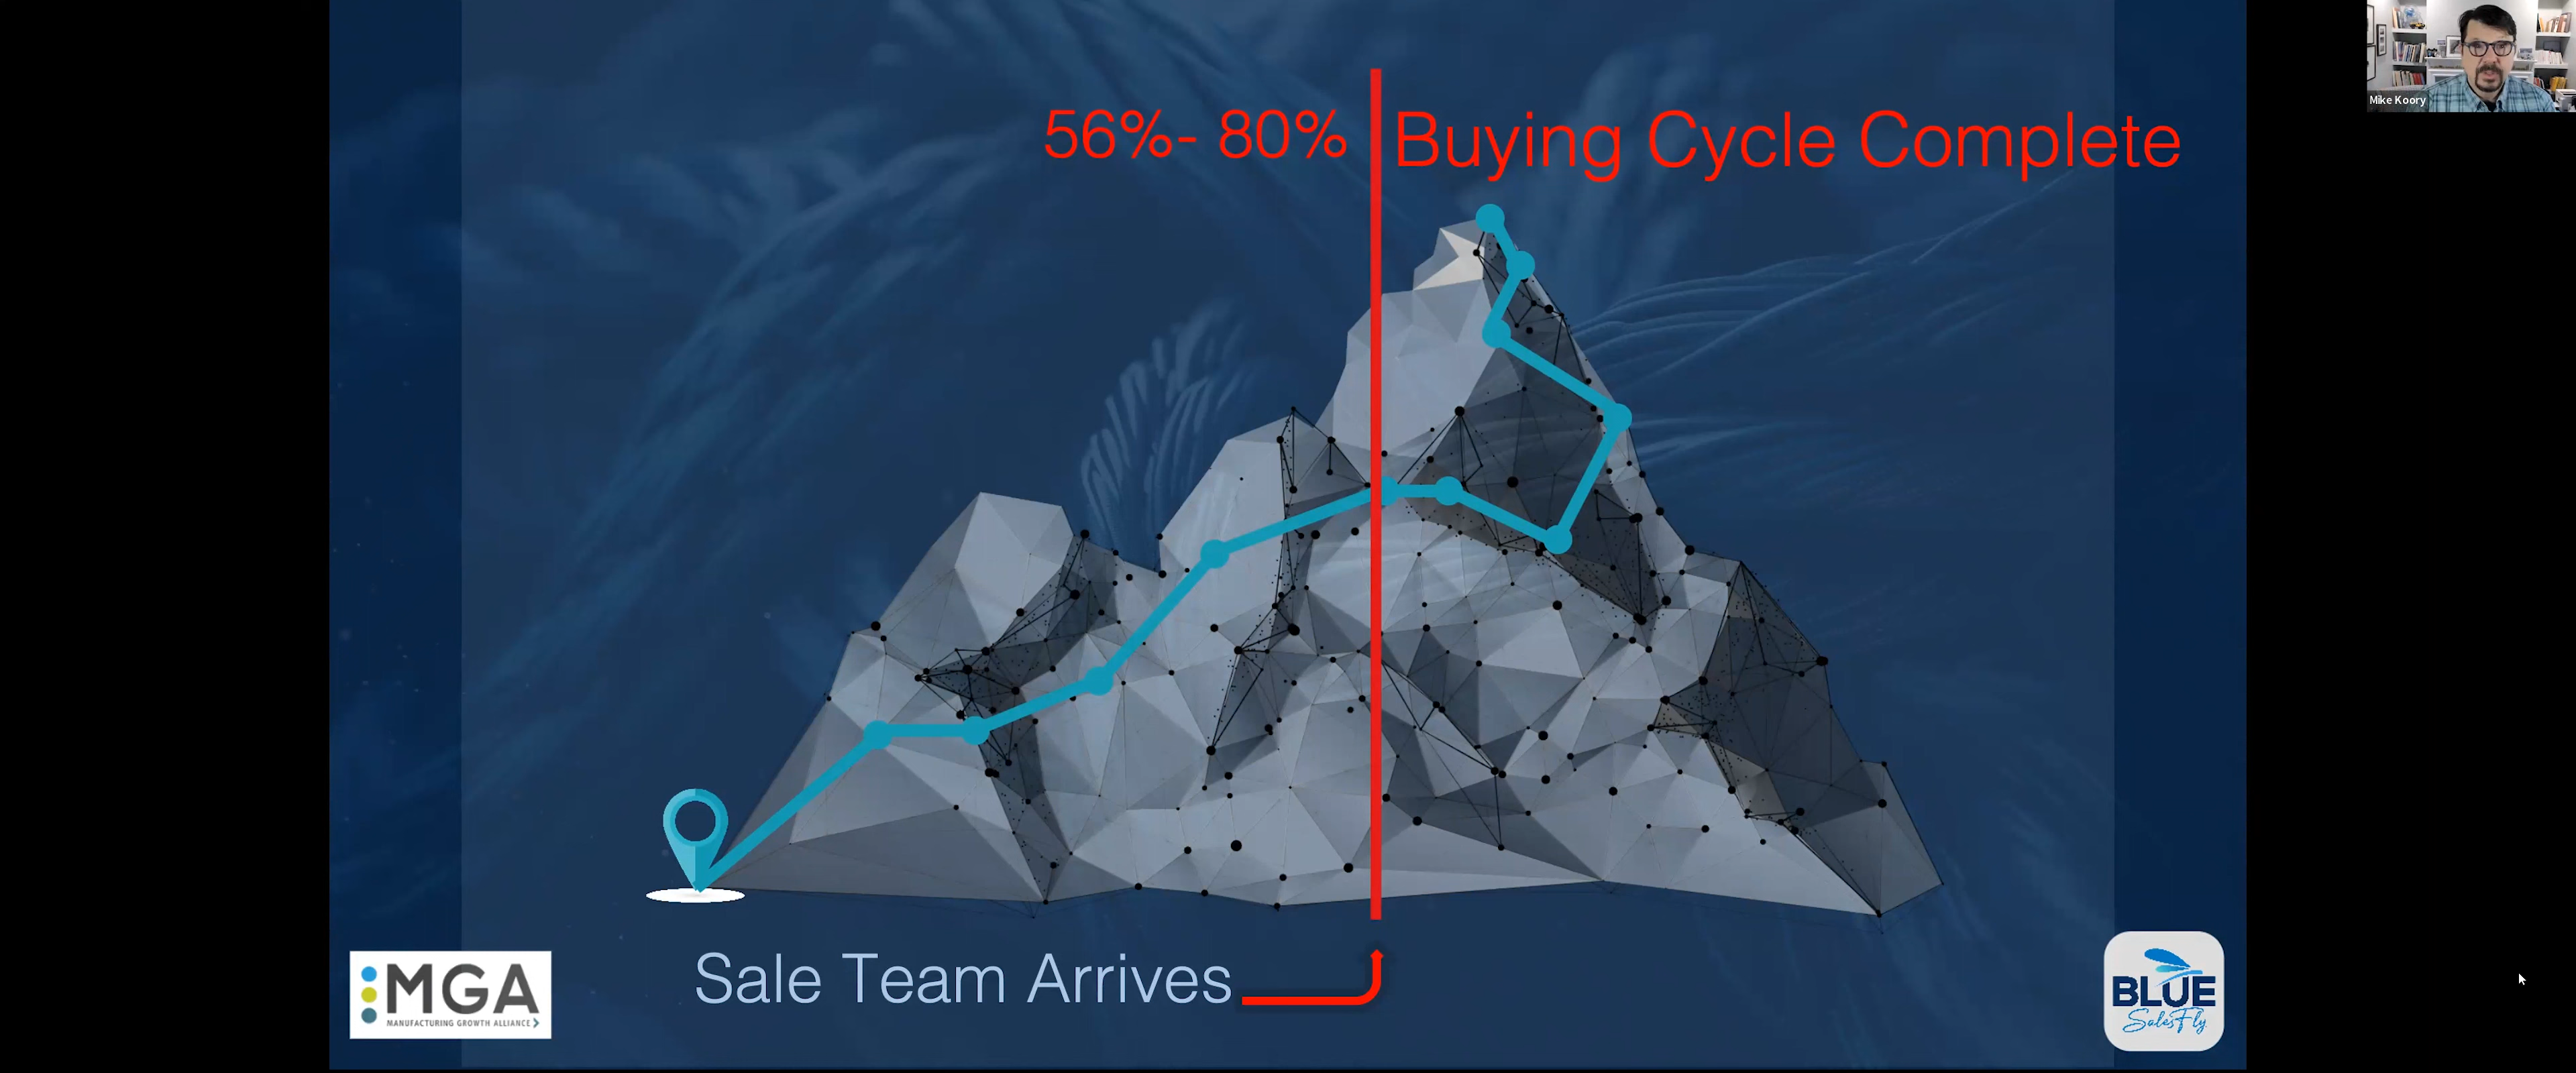 56%- 80% Buying Cycle Complete
Mike Koory
Sale Team Arrives
MGA
MANUFACTURING GROWTH ALLIANCE
BLUE
SalesFly